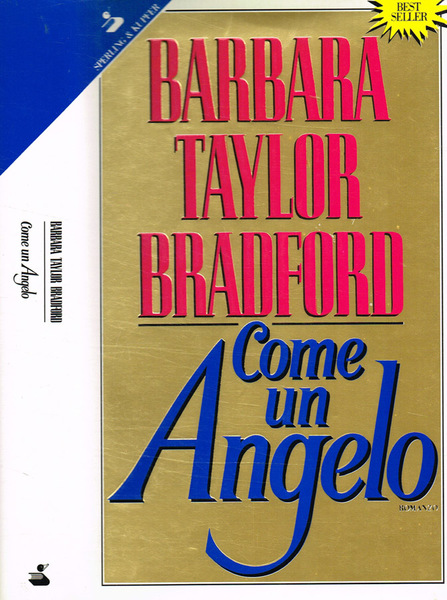 SPERLING & KUPFER
BARBARA TAYLOR BRADFORD
Come un Angelo
BEST
SELLER
BARBARA
TAYLOR
BRADFORD
Come
un
Angelo
ROMANZO